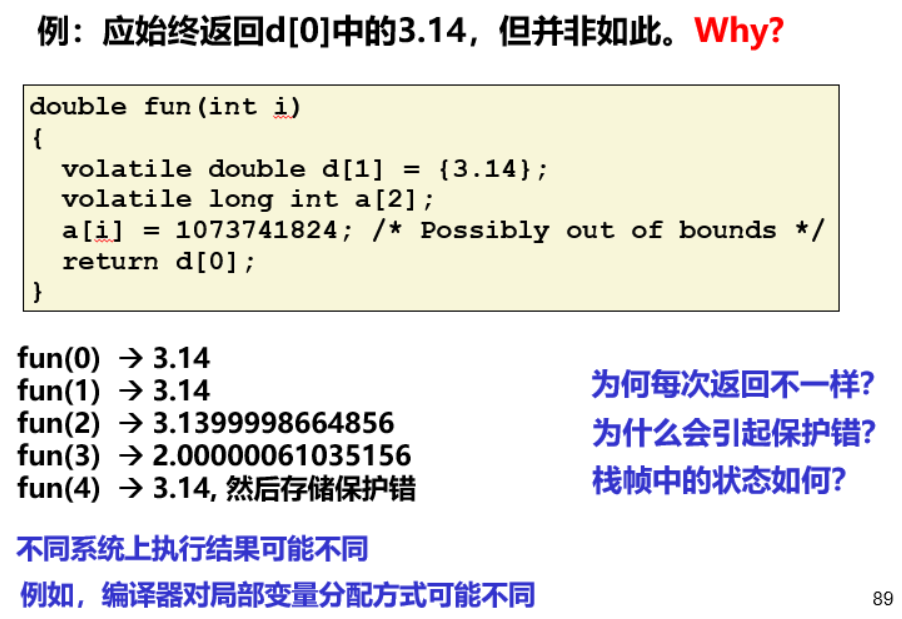 例：应始终返回d[0]中的3.14，但并非如此。Why?
double fun(int i)
{
  volatile double d[1] = {3.14};
  volatile long int a[2];
  a[i] = 1073741824; /* Possibly out of bounds */
  return d[0];
}
fun(0) → 3.14
fun(1) → 3.14
fun(2) → 3.1399998664856
fun(3) → 2.00000061035156
fun(4) → 3.14, 然后存储保护错
为何每次返回不一样？
为什么会引起保护错？
栈帧中的状态如何？
不同系统上执行结果可能不同
例如，编译器对局部变量分配方式可能不同
89